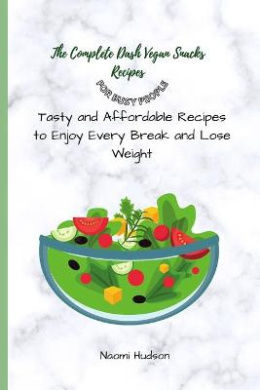 The Complete Dash Vegan Snacks
Recipes
FOR BUSY PEOPLE
Tasty and Affordable Recipes
to Enjoy Every Break and Lose
Weight
Naomi Hudson